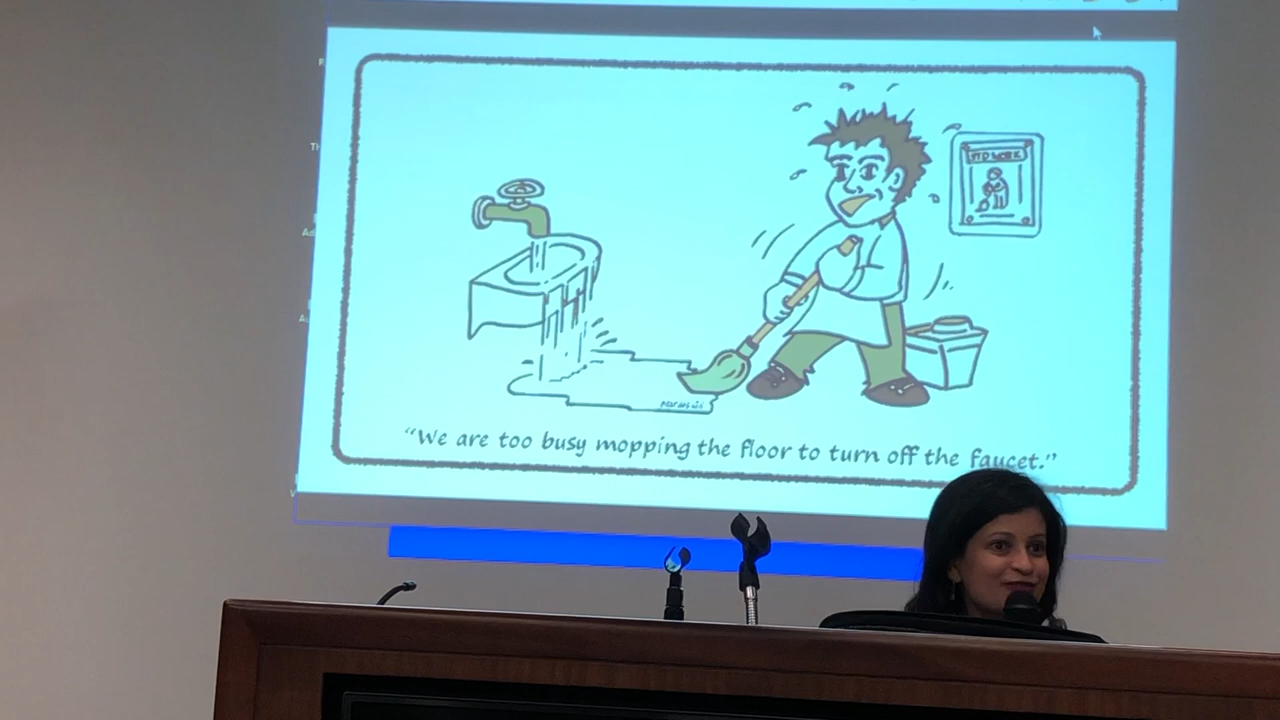 “We are too busy mopping the floor to turn off the faucet.”